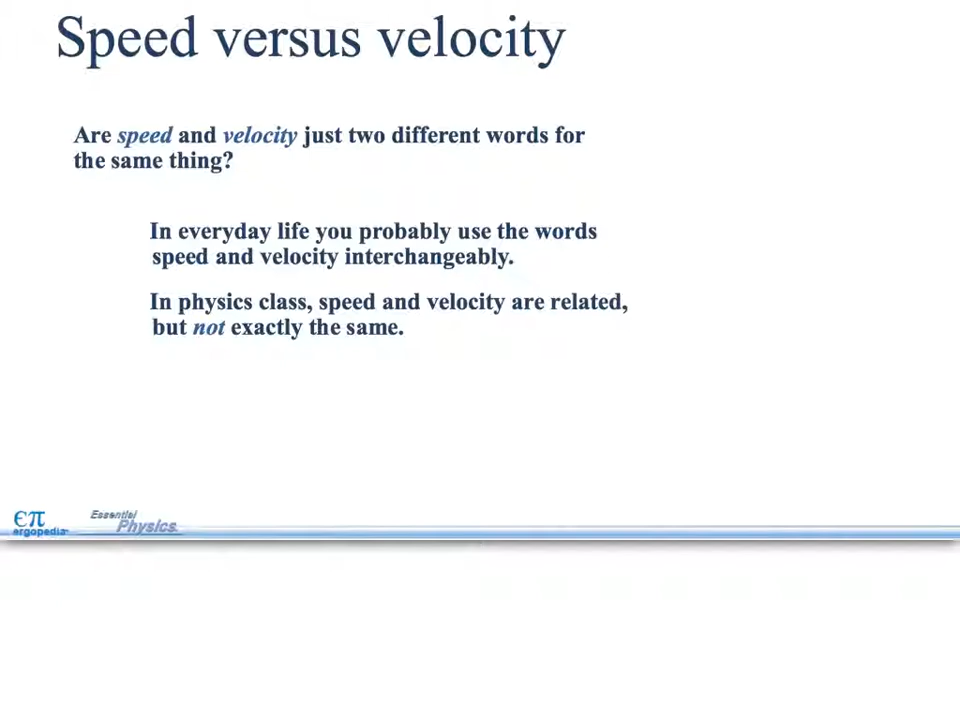 Speed versus velocity
Are speed and velocity just two different words for
the same thing?
In everyday life you probably use the words
speed and velocity interchangeably.
In physics class, speed and velocity are related,
but not exactly the same.
ϵπ
ergopedia
Essential
Physics